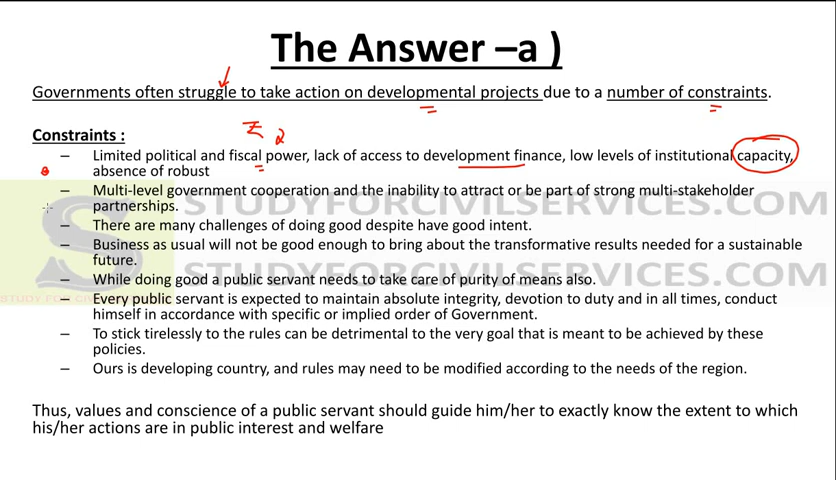 The Answer –a )
Governments often struggle to take action on developmental projects due to a number of constraints.
Constraints :
₹ 2
– Limited political and fiscal power, lack of access to development finance, low levels of institutional capacity,
absence of robust
– Multi-level government cooperation and the inability to attract or be part of strong multi-stakeholder
partnerships.
– There are many challenges of doing good despite have good intent.
– Business as usual will not be good enough to bring about the transformative results needed for a sustainable
future.
– While doing good a public servant needs to take care of purity of means also.
– Every public servant is expected to maintain absolute integrity, devotion to duty and in all times, conduct
himself in accordance with specific or implied order of Government.
– To stick tirelessly to the rules can be detrimental to the very goal that is meant to be achieved by these
policies.
– Ours is developing country, and rules may need to be modified according to the needs of the region.
Thus, values and conscience of a public servant should guide him/her to exactly know the extent to which
his/her actions are in public interest and welfare
STUDYFORCIVILSERVICES.COM
STUDYFORCIVILSERVICES.COM